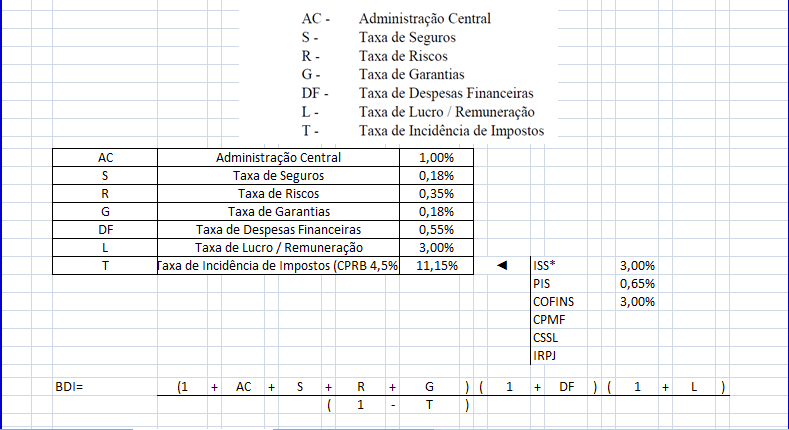 AC - Administração Central
S - Taxa de Seguros
R - Taxa de Riscos
G - Taxa de Garantias
DF - Taxa de Despesas Financeiras
L - Taxa de Lucro / Remuneração
T - Taxa de Incidência de Impostos
AC Administração Central 1,00%
S Taxa de Seguros 0,18%
R Taxa de Riscos 0,35%
G Taxa de Garantias 0,18%
DF Taxa de Despesas Financeiras 0,55%
L Taxa de Lucro / Remuneração 3,00%
T Taxa de Incidência de Impostos (CPRB 4,5% 11,15% ◄ ISS* 3,00%
PIS 0,65%
COFINS 3,00%
CPMF
CSSL
IRPJ
BDI= (1 + AC + S + R + G ) ( 1 + DF ) ( 1 + L )
( 1 - T )